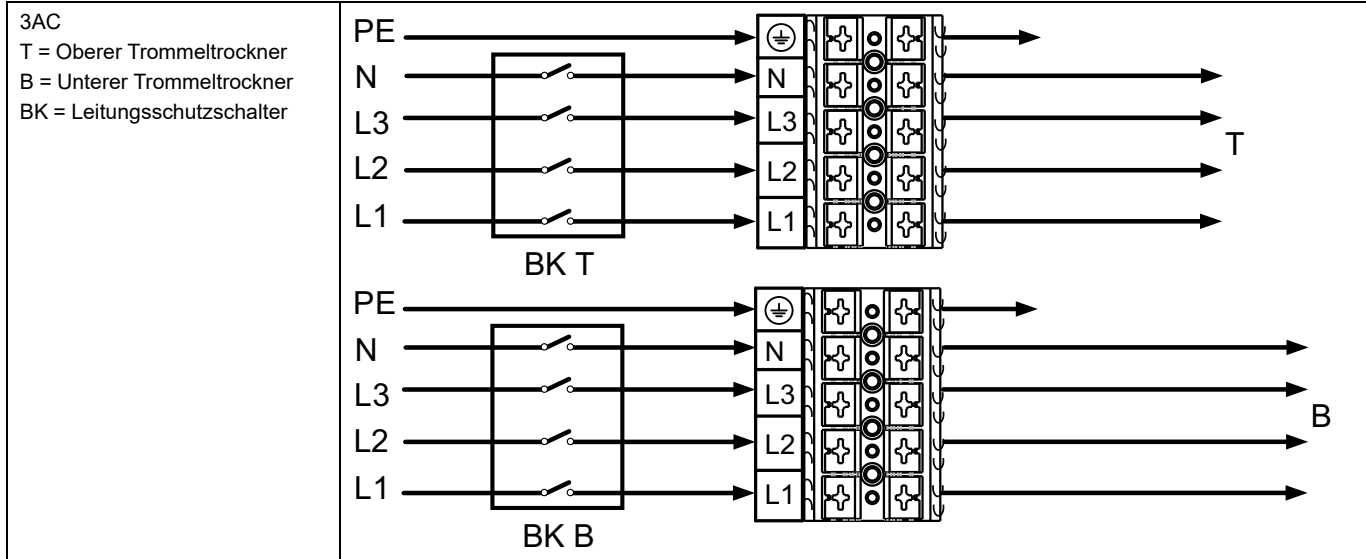 3AC
T = Oberer Trommeltrockner
B = Unterer Trommeltrockner
BK = Leitungsschutzschalter
PE
N N
L3 L3
L2 L2
L1 L1
T
BK T
PE
N N
L3 L3
L2 L2
L1 L1
B
BK B